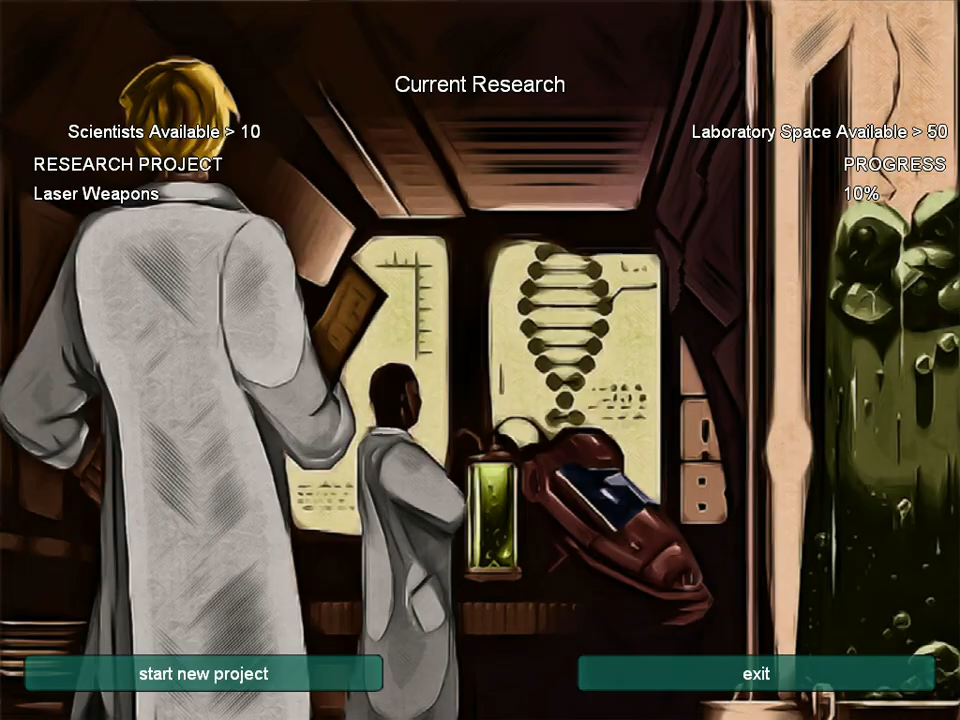 Current Research
Scientists Available > 10
Laboratory Space Available > 50
RESEARCH PROJECT
PROGRESS
Laser Weapons
10%
A
B
start new project
exit